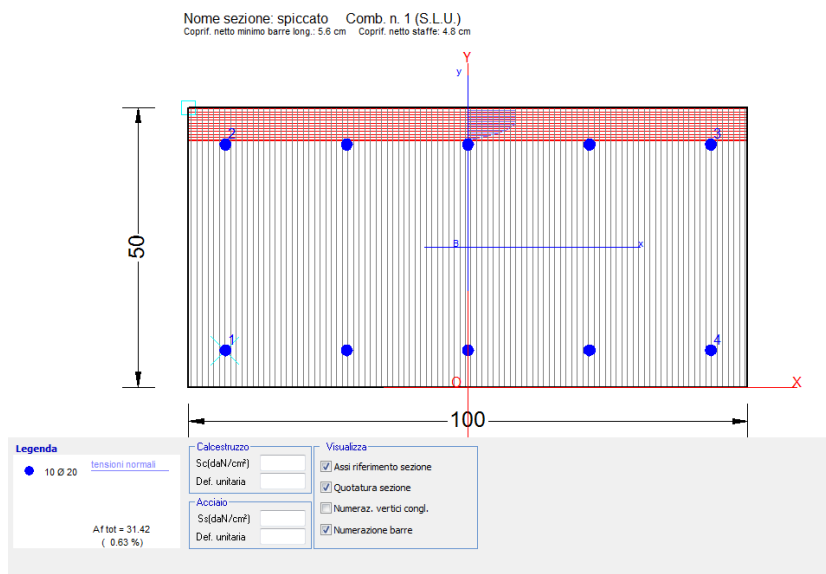 Nome sezione: spiccato Comb. n. 1 (S.L.U.)
Coprif. netto minimo barre long.: 5.6 cm Coprif. netto staffe: 4.8 cm
Y
y
2
3
50
B
x
1
4
O
X
100
Legenda
10 Ø 20
tensioni normali
Af tot = 31.42
( 0.63 %)
Calcestruzzo
Sc(daN/cm²)
Def. unitaria
Acciaio
Ss(daN/cm²)
Def. unitaria
Visualizza
Assi riferimento sezione
Quotatura sezione
Numeraz. vertici congl.
Numerazione barre